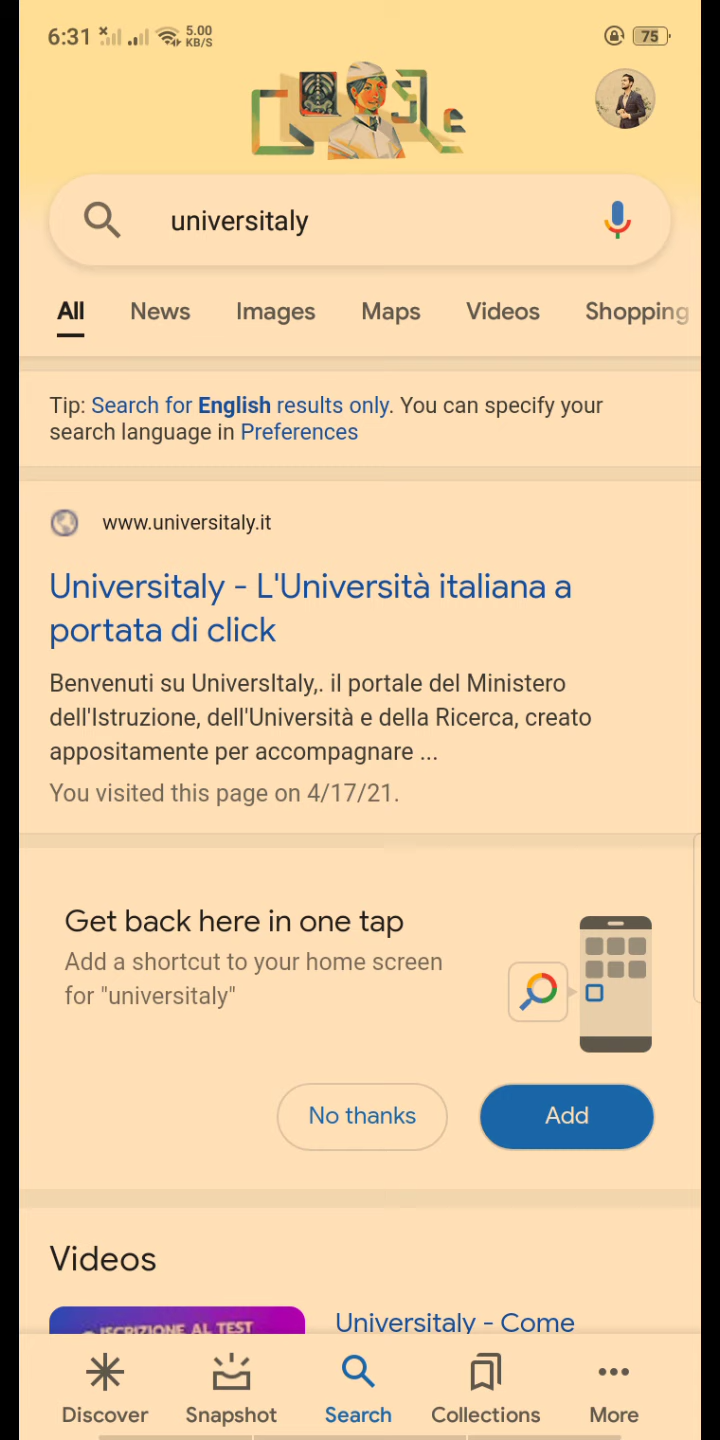 6:31 5.00 KB/S 75
universitaly
All News Images Maps Videos Shopping
Tip: Search for English results only. You can specify your
search language in Preferences
www.universitaly.it
Universitaly - L'Università italiana a
portata di click
Benvenuti su UniversItaly,. il portale del Ministero
dell'Istruzione, dell'Università e della Ricerca, creato
appositamente per accompagnare ...
You visited this page on 4/17/21.
Get back here in one tap
Add a shortcut to your home screen
for "universitaly"
No thanks Add
Videos
ISCRIZIONE AL TEST
Universitaly - Come
Discover Snapshot Search Collections More